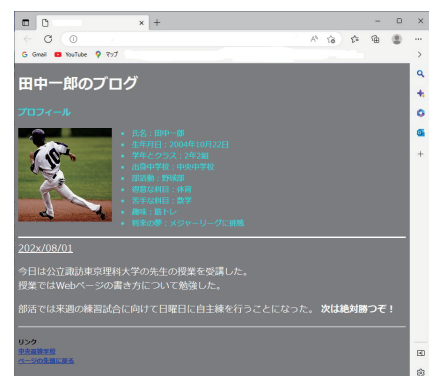 Gmail YouTube マップ
田中一郎のブログ
プロフィール
氏名：田中一郎
生年月日：2004年10月22日
学年とクラス：2年2組
出身中学校：中央中学校
部活動：野球部
得意な科目：体育
苦手な科目：数学
趣味：筋トレ
将来の夢：メジャーリーグに挑戦
202x/08/01
今日は公立諏訪東京理科大学の先生の授業を受講した。
授業ではWebページの書き方について勉強した。
部活では来週の練習試合に向けて日曜日に自主練を行うことになった。 次は絶対勝つぞ！
リンク
中央高等学校
ページの先頭に戻る